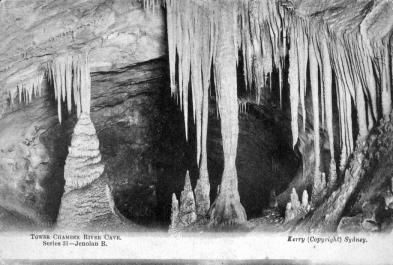 Tower Chamber River Cave.
Series 31—Jenolan B.
Kerry (Copyright) Sydney.